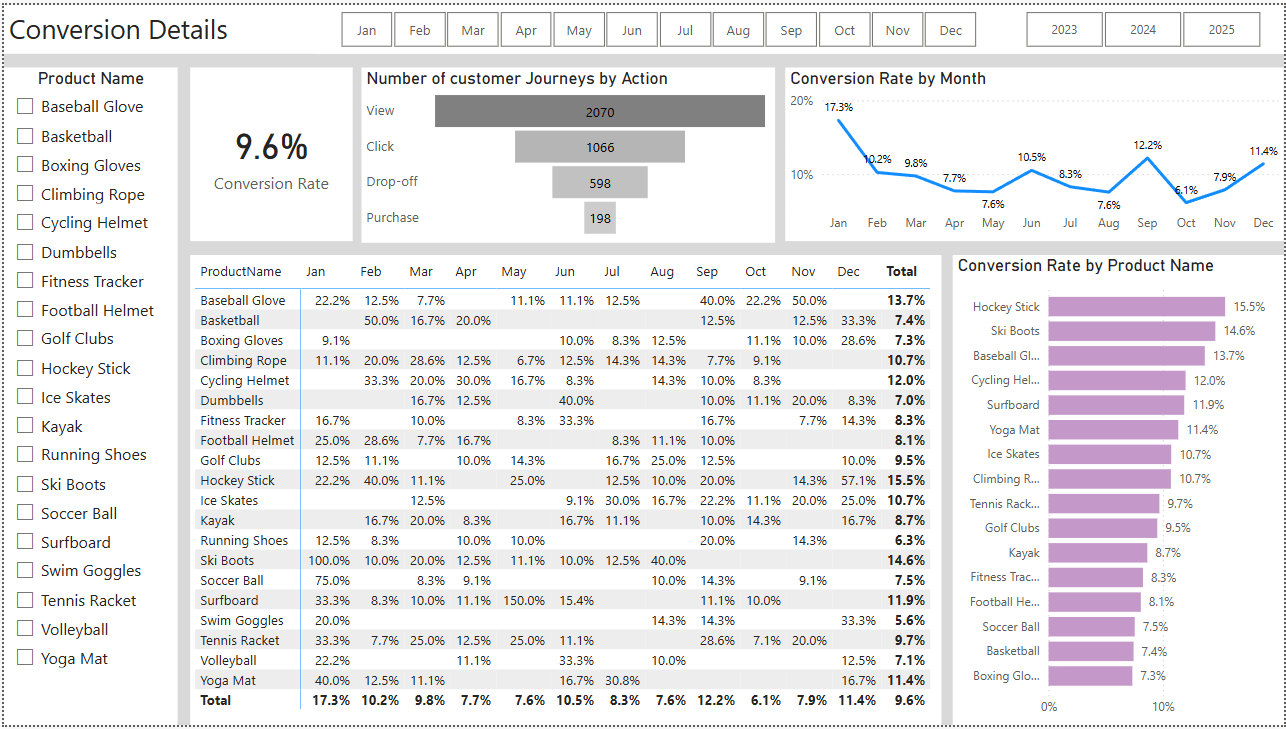 Conversion Details
Jan Feb Mar Apr May Jun Jul Aug Sep Oct Nov Dec
2023 2024 2025
Product Name
Baseball Glove
Basketball
Boxing Gloves
Climbing Rope
Cycling Helmet
Dumbbells
Fitness Tracker
Football Helmet
Golf Clubs
Hockey Stick
Ice Skates
Kayak
Running Shoes
Ski Boots
Soccer Ball
Surfboard
Swim Goggles
Tennis Racket
Volleyball
Yoga Mat
9.6%
Conversion Rate
Number of customer Journeys by Action
View 2070
Click 1066
Drop-off 598
Purchase 198
Conversion Rate by Month
20%
10%
17.3% 10.2% 9.8% 7.7% 7.6% 10.5% 8.3% 7.6% 12.2% 6.1% 7.9% 11.4%
Jan Feb Mar Apr May Jun Jul Aug Sep Oct Nov Dec
ProductName Jan Feb Mar Apr May Jun Jul Aug Sep Oct Nov Dec Total
Baseball Glove 22.2% 12.5% 7.7% 11.1% 11.1% 12.5% 40.0% 22.2% 50.0% 13.7%
Basketball 50.0% 16.7% 20.0% 12.5% 12.5% 33.3% 7.4%
Boxing Gloves 9.1% 10.0% 8.3% 12.5% 11.1% 10.0% 28.6% 7.3%
Climbing Rope 11.1% 20.0% 28.6% 12.5% 6.7% 12.5% 14.3% 14.3% 7.7% 9.1% 10.7%
Cycling Helmet 33.3% 20.0% 30.0% 16.7% 8.3% 14.3% 10.0% 8.3% 12.0%
Dumbbells 16.7% 12.5% 40.0% 10.0% 11.1% 20.0% 8.3% 7.0%
Fitness Tracker 16.7% 10.0% 8.3% 33.3% 16.7% 7.7% 14.3% 8.3%
Football Helmet 25.0% 28.6% 7.7% 16.7% 8.3% 11.1% 10.0% 8.1%
Golf Clubs 12.5% 11.1% 10.0% 14.3% 16.7% 25.0% 12.5% 10.0% 9.5%
Hockey Stick 22.2% 40.0% 11.1% 25.0% 12.5% 10.0% 20.0% 14.3% 57.1% 15.5%
Ice Skates 12.5% 9.1% 30.0% 16.7% 22.2% 11.1% 20.0% 25.0% 10.7%
Kayak 16.7% 20.0% 8.3% 16.7% 11.1% 10.0% 14.3% 16.7% 8.7%
Running Shoes 12.5% 8.3% 10.0% 10.0% 20.0% 14.3% 6.3%
Ski Boots 100.0% 10.0% 20.0% 12.5% 11.1% 10.0% 12.5% 40.0% 14.6%
Soccer Ball 75.0% 8.3% 9.1% 10.0% 14.3% 9.1% 7.5%
Surfboard 33.3% 8.3% 10.0% 11.1% 150.0% 15.4% 11.1% 10.0% 11.9%
Swim Goggles 20.0% 14.3% 14.3% 33.3% 5.6%
Tennis Racket 33.3% 7.7% 25.0% 12.5% 25.0% 11.1% 28.6% 7.1% 20.0% 9.7%
Volleyball 22.2% 11.1% 33.3% 10.0% 12.5% 7.1%
Yoga Mat 40.0% 12.5% 11.1% 16.7% 30.8% 16.7% 11.4%
Total 17.3% 10.2% 9.8% 7.7% 7.6% 10.5% 8.3% 7.6% 12.2% 6.1% 7.9% 11.4% 9.6%
Conversion Rate by Product Name
Hockey Stick 15.5%
Ski Boots 14.6%
Baseball Gl... 13.7%
Cycling Hel... 12.0%
Surfboard 11.9%
Yoga Mat 11.4%
Ice Skates 10.7%
Climbing R... 10.7%
Tennis Rack... 9.7%
Golf Clubs 9.5%
Kayak 8.7%
Fitness Trac... 8.3%
Football He... 8.1%
Soccer Ball 7.5%
Basketball 7.4%
Boxing Glo... 7.3%
0% 10%